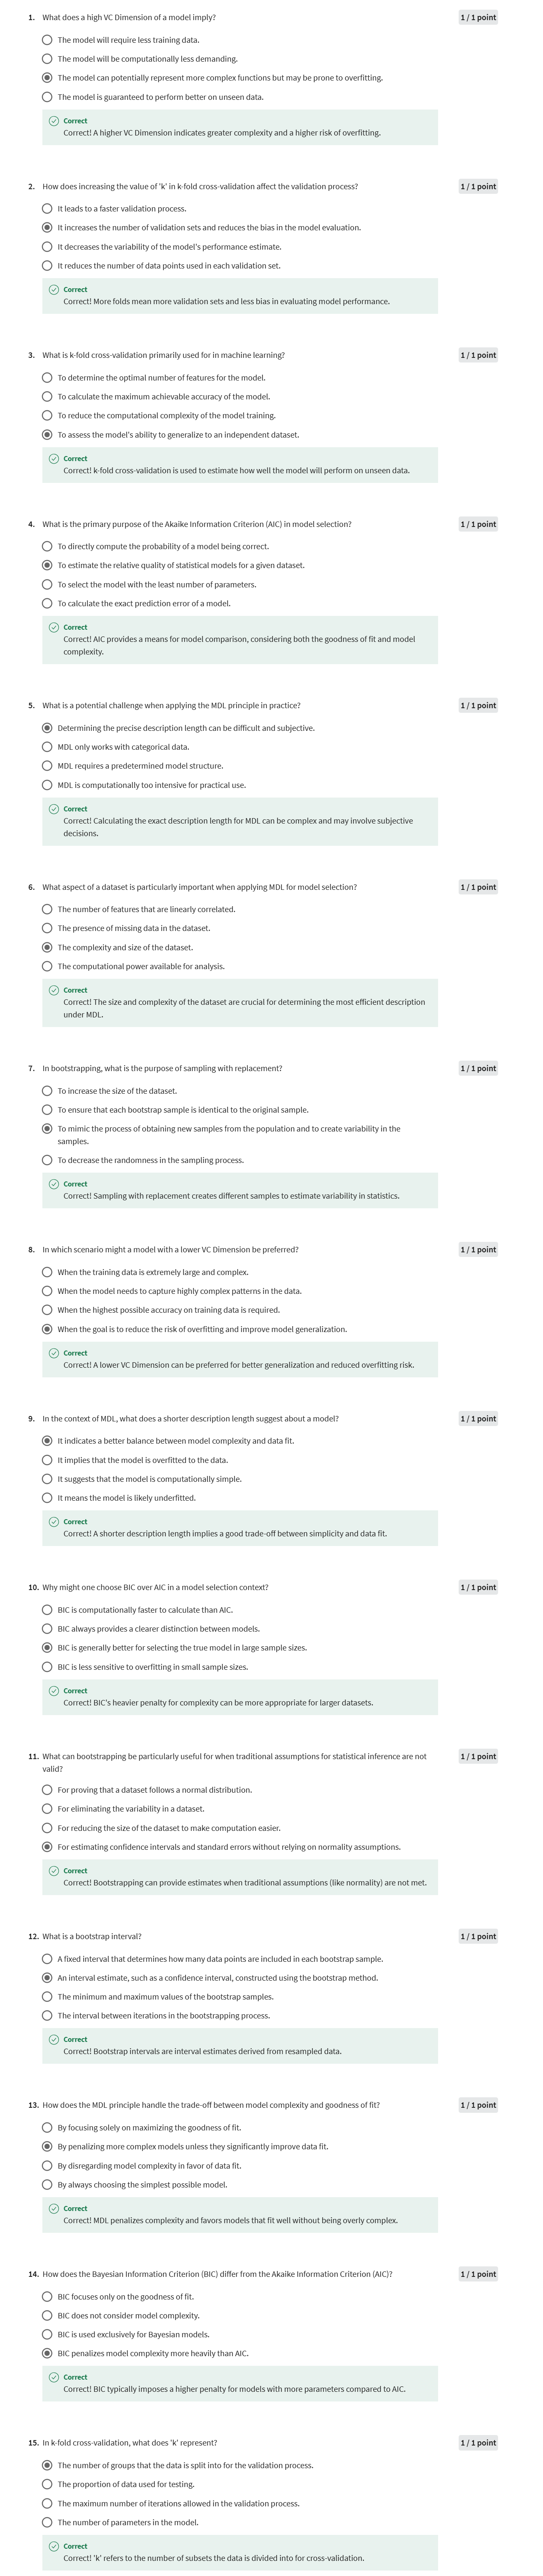 1. What does a high VC Dimension of a model imply?
1 / 1 point
The model will require less training data.
The model will be computationally less demanding.
The model can potentially represent more complex functions but may be prone to overfitting.
The model is guaranteed to perform better on unseen data.
Correct
Correct! A higher VC Dimension indicates greater complexity and a higher risk of overfitting.
2. How does increasing the value of 'k' in k-fold cross-validation affect the validation process?
1 / 1 point
It leads to a faster validation process.
It increases the number of validation sets and reduces the bias in the model evaluation.
It decreases the variability of the model's performance estimate.
It reduces the number of data points used in each validation set.
Correct
Correct! More folds mean more validation sets and less bias in evaluating model performance.
3. What is k-fold cross-validation primarily used for in machine learning?
1 / 1 point
To determine the optimal number of features for the model.
To calculate the maximum achievable accuracy of the model.
To reduce the computational complexity of the model training.
To assess the model's ability to generalize to an independent dataset.
Correct
Correct! k-fold cross-validation is used to estimate how well the model will perform on unseen data.
4. What is the primary purpose of the Akaike Information Criterion (AIC) in model selection?
1 / 1 point
To directly compute the probability of a model being correct.
To estimate the relative quality of statistical models for a given dataset.
To select the model with the least number of parameters.
To calculate the exact prediction error of a model.
Correct
Correct! AIC provides a means for model comparison, considering both the goodness of fit and model
complexity.
5. What is a potential challenge when applying the MDL principle in practice?
1 / 1 point
Determining the precise description length can be difficult and subjective.
MDL only works with categorical data.
MDL requires a predetermined model structure.
MDL is computationally too intensive for practical use.
Correct
Correct! Calculating the exact description length for MDL can be complex and may involve subjective
decisions.
6. What aspect of a dataset is particularly important when applying MDL for model selection?
1 / 1 point
The number of features that are linearly correlated.
The presence of missing data in the dataset.
The complexity and size of the dataset.
The computational power available for analysis.
Correct
Correct! The size and complexity of the dataset are crucial for determining the most efficient description
under MDL.
7. In bootstrapping, what is the purpose of sampling with replacement?
1 / 1 point
To increase the size of the dataset.
To ensure that each bootstrap sample is identical to the original sample.
To mimic the process of obtaining new samples from the population and to create variability in the
samples.
To decrease the randomness in the sampling process.
Correct
Correct! Sampling with replacement creates different samples to estimate variability in statistics.
8. In which scenario might a model with a lower VC Dimension be preferred?
1 / 1 point
When the training data is extremely large and complex.
When the model needs to capture highly complex patterns in the data.
When the highest possible accuracy on training data is required.
When the goal is to reduce the risk of overfitting and improve model generalization.
Correct
Correct! A lower VC Dimension can be preferred for better generalization and reduced overfitting risk.
9. In the context of MDL, what does a shorter description length suggest about a model?
1 / 1 point
It indicates a better balance between model complexity and data fit.
It implies that the model is overfitted to the data.
It suggests that the model is computationally simple.
It means the model is likely underfitted.
Correct
Correct! A shorter description length implies a good trade-off between simplicity and data fit.
10. Why might one choose BIC over AIC in a model selection context?
1 / 1 point
BIC is computationally faster to calculate than AIC.
BIC always provides a clearer distinction between models.
BIC is generally better for selecting the true model in large sample sizes.
BIC is less sensitive to overfitting in small sample sizes.
Correct
Correct! BIC's heavier penalty for complexity can be more appropriate for larger datasets.
11. What can bootstrapping be particularly useful for when traditional assumptions for statistical inference are not
valid?
1 / 1 point
For proving that a dataset follows a normal distribution.
For eliminating the variability in a dataset.
For reducing the size of the dataset to make computation easier.
For estimating confidence intervals and standard errors without relying on normality assumptions.
Correct
Correct! Bootstrapping can provide estimates when traditional assumptions (like normality) are not met.
12. What is a bootstrap interval?
1 / 1 point
A fixed interval that determines how many data points are included in each bootstrap sample.
An interval estimate, such as a confidence interval, constructed using the bootstrap method.
The minimum and maximum values of the bootstrap samples.
The interval between iterations in the bootstrapping process.
Correct
Correct! Bootstrap intervals are interval estimates derived from resampled data.
13. How does the MDL principle handle the trade-off between model complexity and goodness of fit?
1 / 1 point
By focusing solely on maximizing the goodness of fit.
By penalizing more complex models unless they significantly improve data fit.
By disregarding model complexity in favor of data fit.
By always choosing the simplest possible model.
Correct
Correct! MDL penalizes complexity and favors models that fit well without being overly complex.
14. How does the Bayesian Information Criterion (BIC) differ from the Akaike Information Criterion (AIC)?
1 / 1 point
BIC focuses only on the goodness of fit.
BIC does not consider model complexity.
BIC is used exclusively for Bayesian models.
BIC penalizes model complexity more heavily than AIC.
Correct
Correct! BIC typically imposes a higher penalty for models with more parameters compared to AIC.
15. In k-fold cross-validation, what does 'k' represent?
1 / 1 point
The number of groups that the data is split into for the validation process.
The proportion of data used for testing.
The maximum number of iterations allowed in the validation process.
The number of parameters in the model.
Correct
Correct! 'k' refers to the number of subsets the data is divided into for cross-validation.